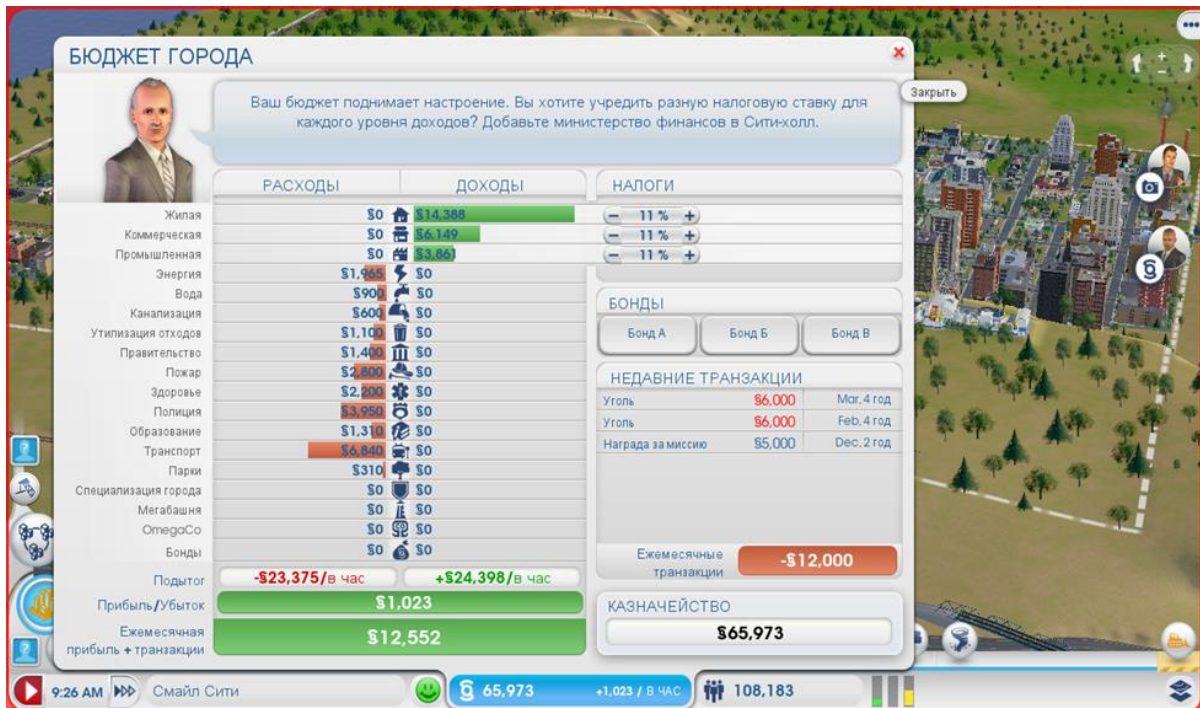 БЮДЖЕТ ГОРОДА
Закрыть
Ваш бюджет поднимает настроение. Вы хотите учредить разную налоговую ставку для
каждого уровня доходов? Добавьте министерство финансов в Сити-холл.
РАСХОДЫ ДОХОДЫ НАЛОГИ
Жилая §0 §14,388 − 11 % +
Коммерческая §0 §6,149 − 11 % +
Промышленная §0 §3,861 − 11 % +
Энергия §1,965 §0
Вода §900 §0
Канализация §600 §0
Утилизация отходов §1,100 §0
Правительство §1,400 §0
Пожар §2,800 §0
Здоровье §2,200 §0
Полиция §3,950 §0
Образование §1,310 §0
Транспорт §6,840 §0
Парки §310 §0
Специализация города §0 §0
Мегабашня §0 §0
OmegaCo §0 §0
Бонды §0 §0
Подытог -§23,375/в час +§24,398/в час
Прибыль/Убыток §1,023
Ежемесячная
прибыль + транзакции §12,552
БОНДЫ
Бонд А Бонд Б Бонд В
НЕДАВНИЕ ТРАНЗАКЦИИ
Уголь §6,000 Mar, 4 год
Уголь §6,000 Feb, 4 год
Награда за миссию §5,000 Dec, 2 год
Ежемесячные
транзакции -§12,000
КАЗНАЧЕЙСТВО
§65,973
9:26 AM Смайл Сити § 65,973 +1,023 / В ЧАС 108,183